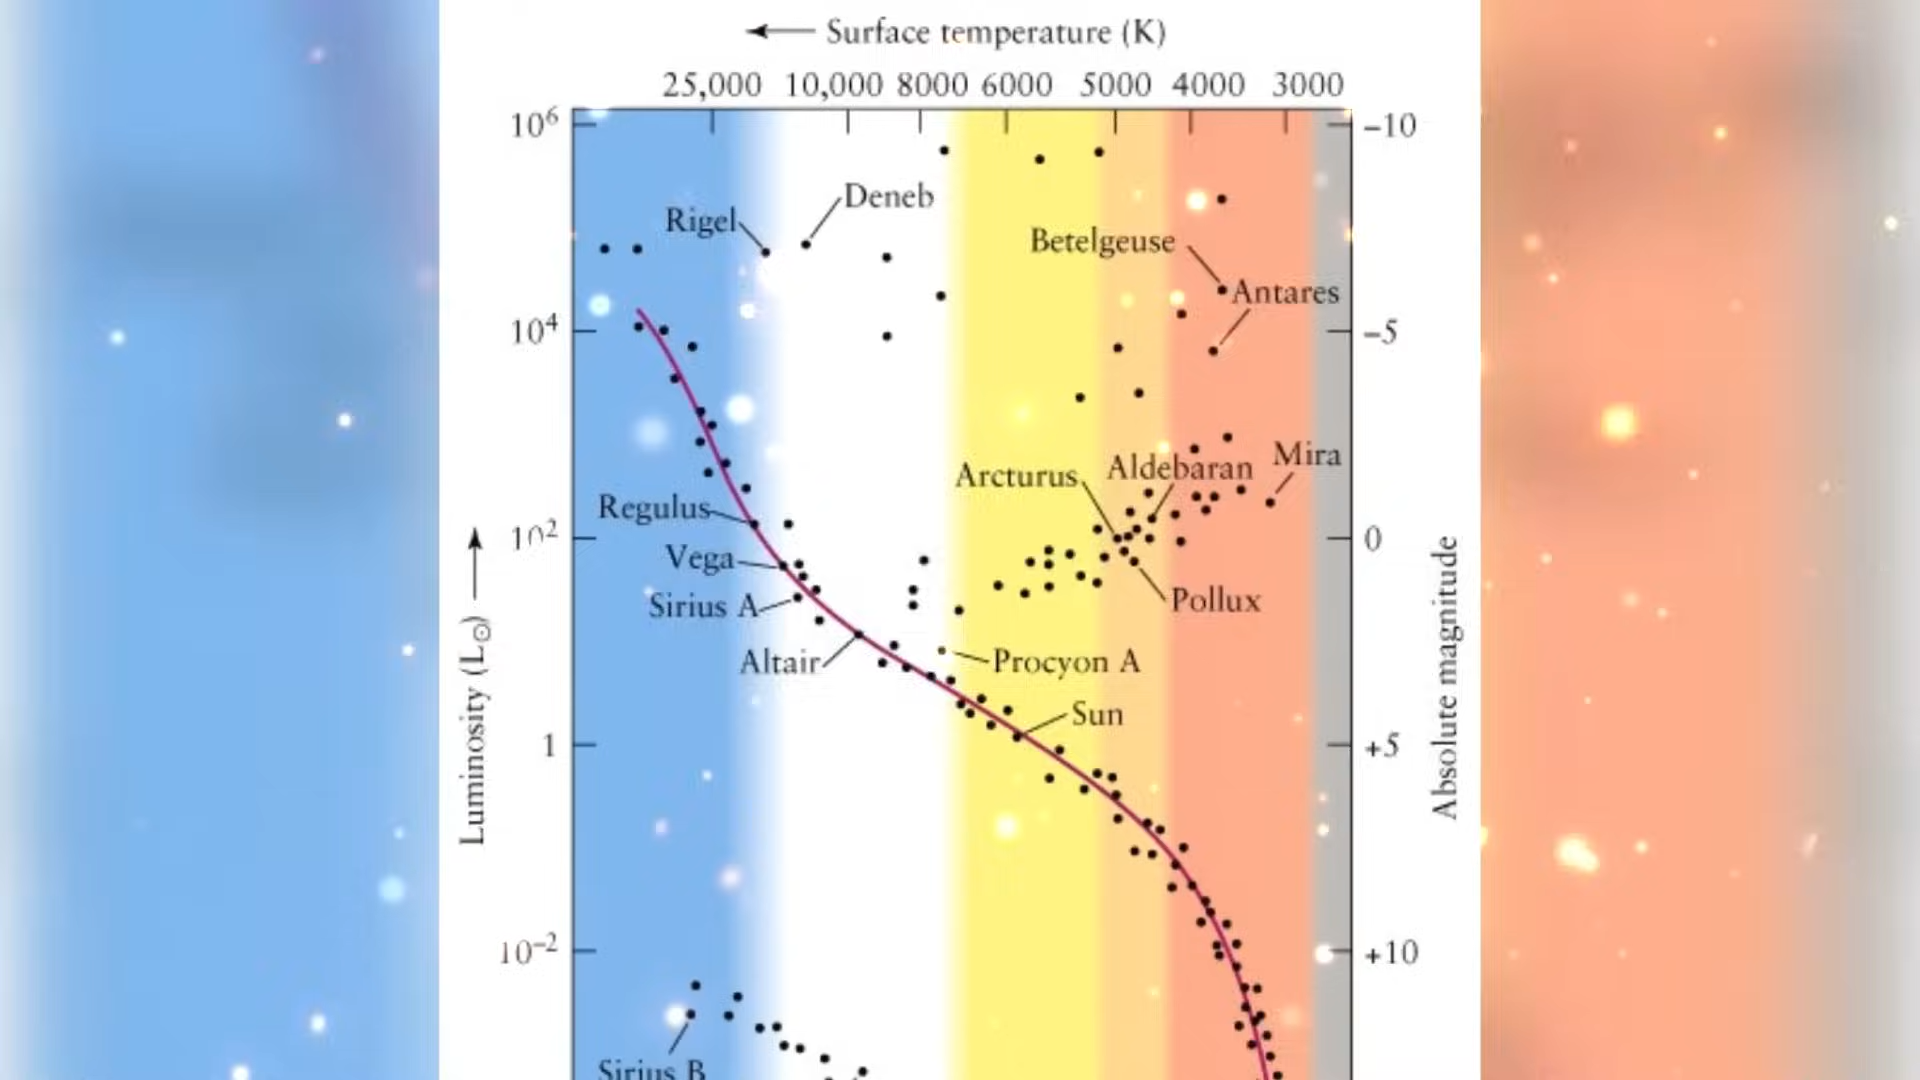 ← Surface temperature (K)
25,000 10,000 8000 6000 5000 4000 3000
10⁶
−10
Deneb
Rigel
Betelgeuse
Antares
10⁴
−5
Mira
Aldebaran
Arcturus
Regulus
10²
0
Vega
Pollux
Sirius A
Altair
Procyon A
Sun
1
+5
10⁻²
+10
Sirius B
Luminosity (L☉) →
Absolute magnitude